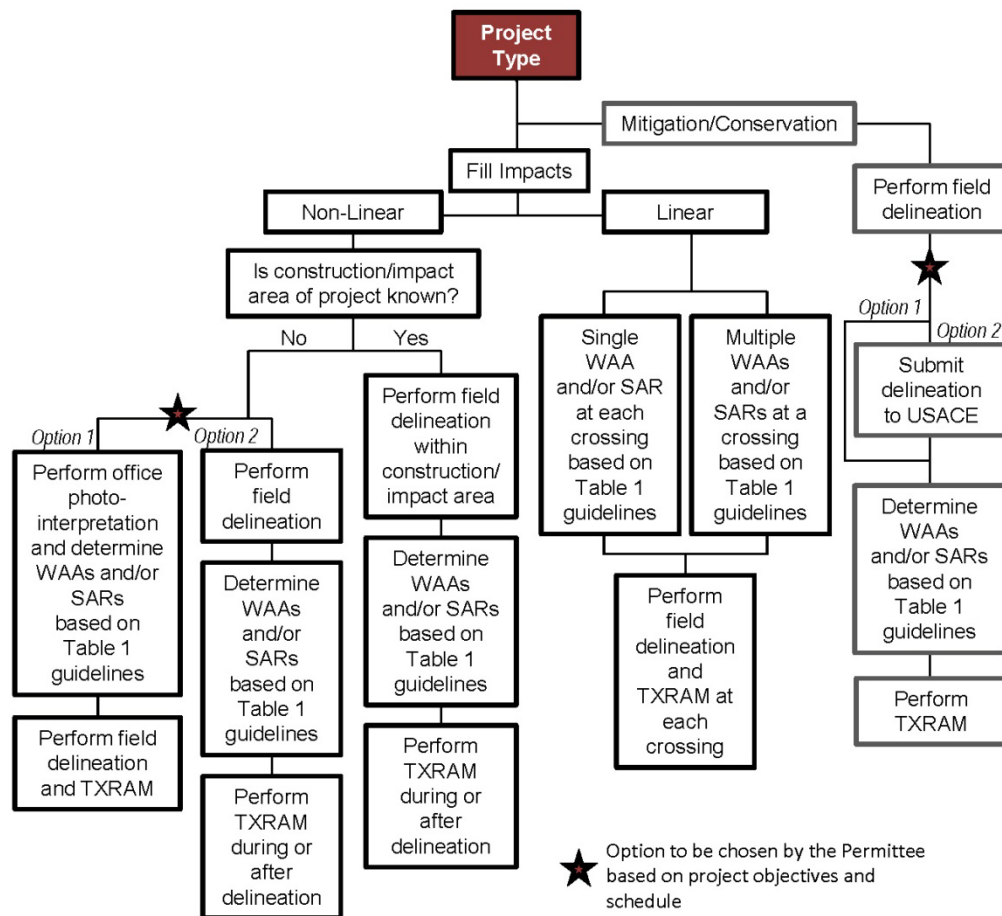 Project
Type
Mitigation/Conservation
Fill Impacts
Perform field
delineation
Non-Linear
Linear
Is construction/impact
area of project known?
No
Yes
Option 1
Option 2
Single
WAA
and/or SAR
at each
crossing
based on
Table 1
guidelines
Multiple
WAAs
and/or
SARs at a
crossing
based on
Table 1
guidelines
Submit
delineation
to USACE
Perform field
delineation
within
construction/
impact area
Option 1
Option 2
Perform office
photo-
interpretation
and determine
WAAs and/or
SARs
based on
Table 1
guidelines
Perform
field
delineation
Determine
WAAs
and/or SARs
based on
Table 1
guidelines
Determine
WAAs
and/or SARs
based on
Table 1
guidelines
Determine
WAAs
and/or
SARs
based on
Table 1
guidelines
Perform
field
delineation
and
TXRAM at
each
crossing
Perform
TXRAM
Perform field
delineation
and TXRAM
Perform
TXRAM
during or
after
delineation
Perform
TXRAM
during or
after
delineation
Option to be chosen by the Permittee
based on project objectives and
schedule